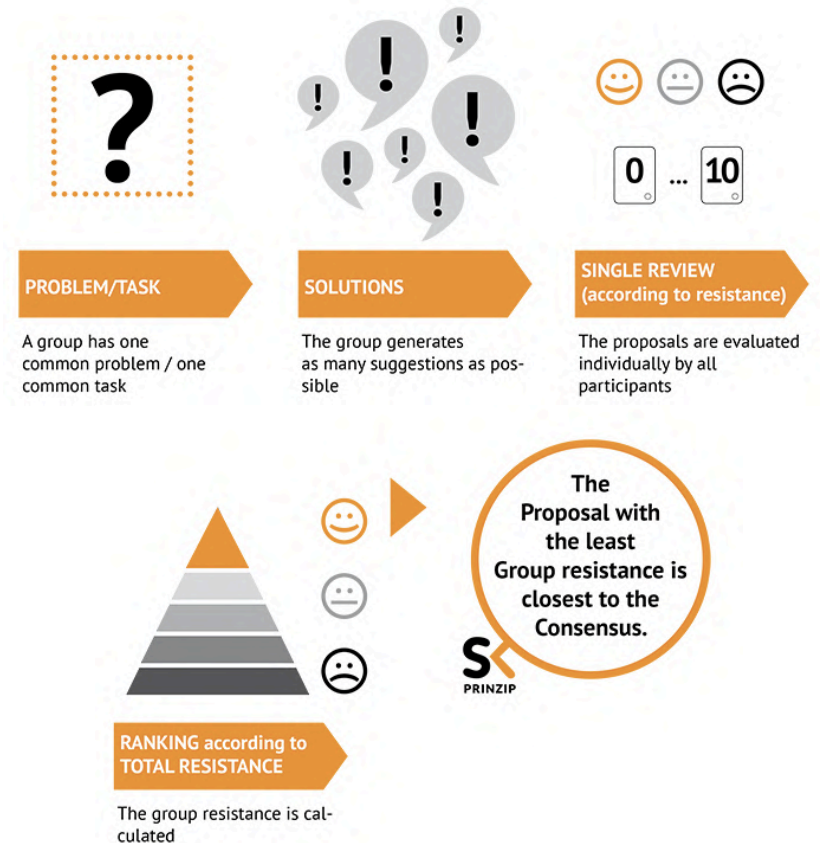 ?
!
!
!
!
!
!
!
0 ... 10
PROBLEM/TASK
A group has one
common problem / one
common task
SOLUTIONS
The group generates
as many suggestions as pos-
sible
SINGLE REVIEW
(according to resistance)
The proposals are evaluated
individually by all
participants
RANKING according to
TOTAL RESISTANCE
The group resistance is cal-
culated
The
Proposal with
the least
Group resistance is
closest to the
Consensus.
SK
PRINZIP